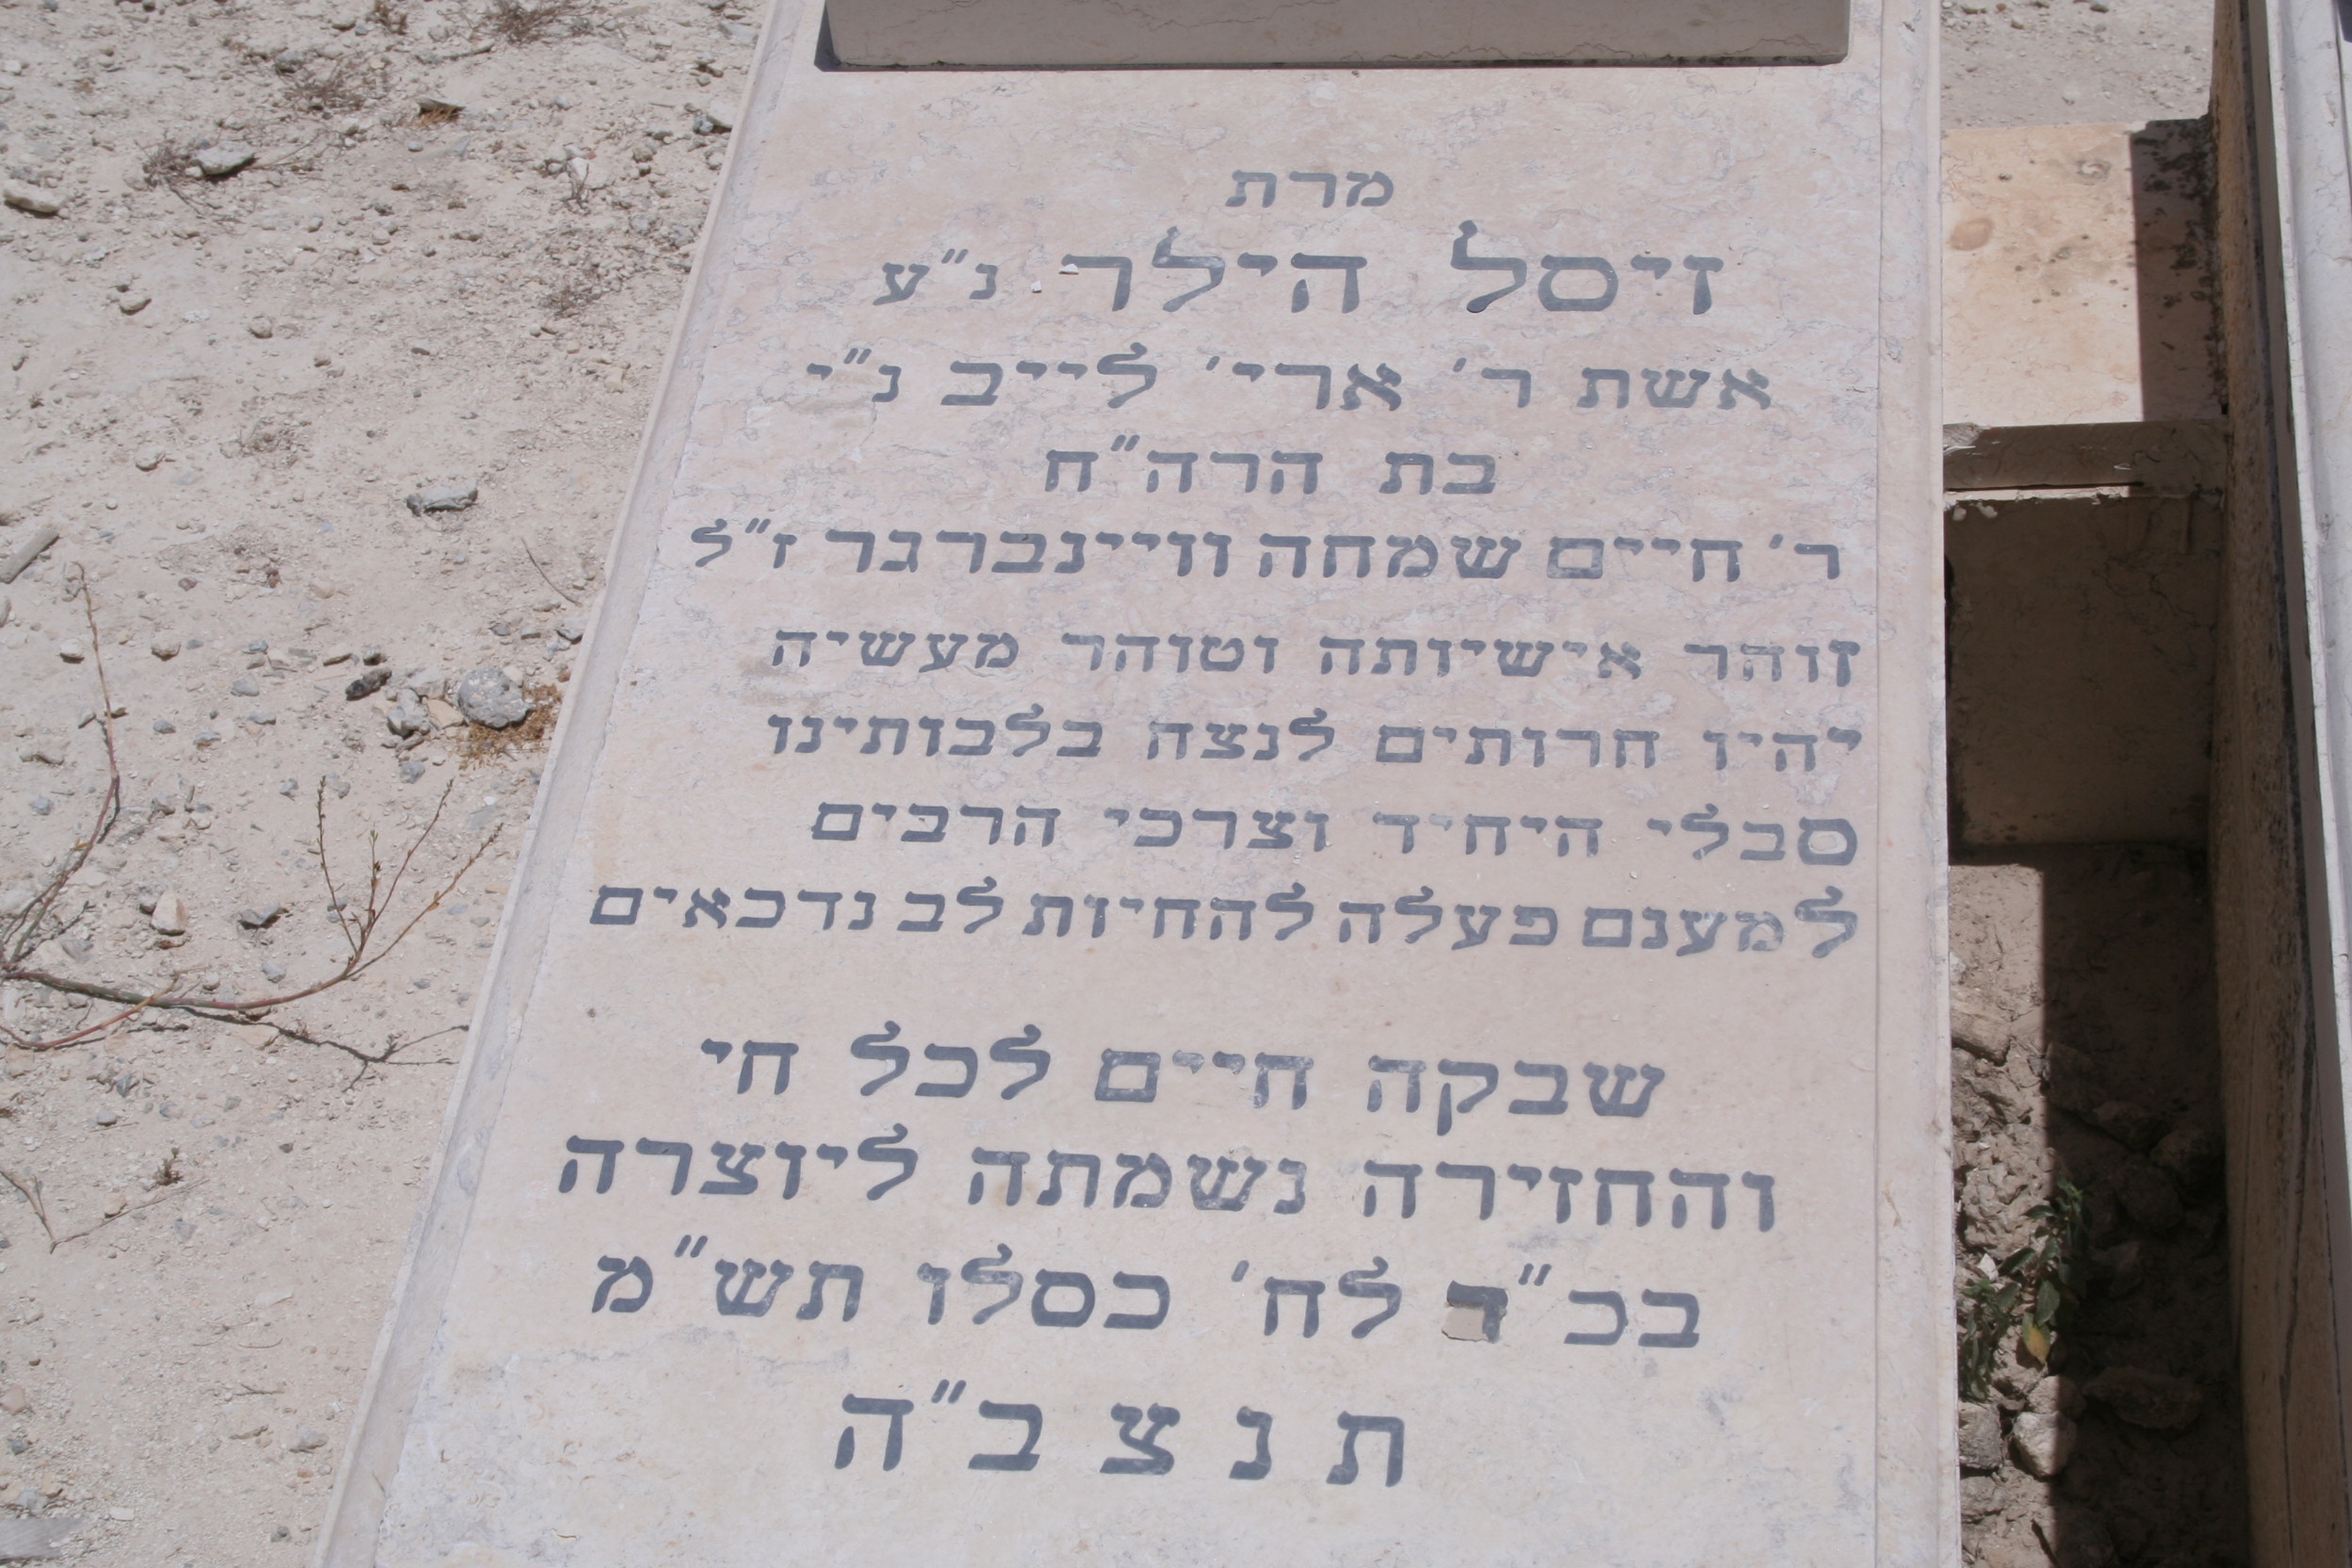 מרת
זיסל הילר נ"ע
אשת ר' ארי' לייב נ"י
בת הרה"ח
ר' חיים שמחה וויינברגר ז"ל
זוהר אישיותה וטוהר מעשיה
יהיו חרותים לנצח בלבותינו
סבלי היחיד וצרכי הרבים
למענם פעלה להחיות לב נדכאים
שבקה חיים לכל חי
והחזירה נשמתה ליוצרה
בכ"ד לח' כסלו תש"מ
ת נ צ ב"ה